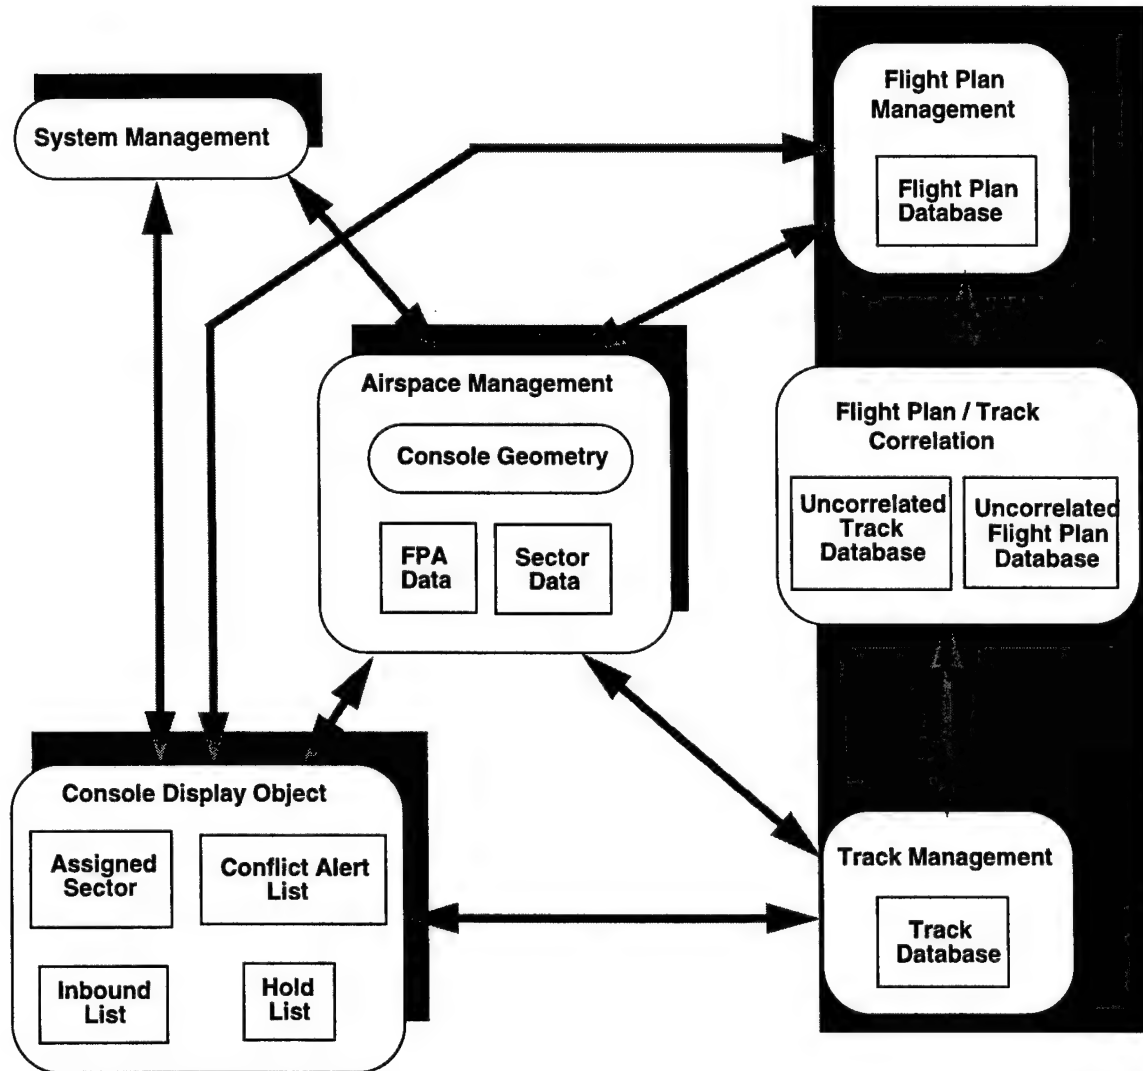 System Management
Flight Plan
Management
Flight Plan
Database
Airspace Management
Console Geometry
FPA
Data
Sector
Data
Flight Plan / Track
Correlation
Uncorrelated
Track
Database
Uncorrelated
Flight Plan
Database
Console Display Object
Assigned
Sector
Conflict Alert
List
Inbound
List
Hold
List
Track Management
Track
Database